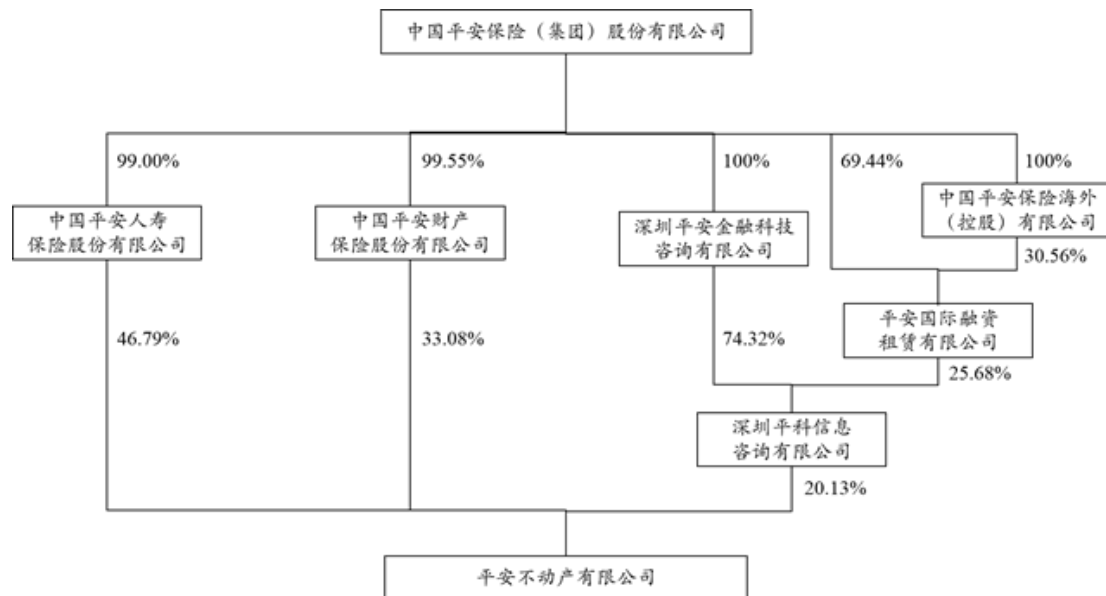 中国平安保险（集团）股份有限公司
99.00%
99.55%
100%
69.44%
100%
中国平安人寿
保险股份有限公司
中国平安财产
保险股份有限公司
深圳平安金融科技
咨询有限公司
中国平安保险海外
（控股）有限公司
30.56%
46.79%
33.08%
74.32%
平安国际融资
租赁有限公司
25.68%
深圳平科信息
咨询有限公司
20.13%
平安不动产有限公司